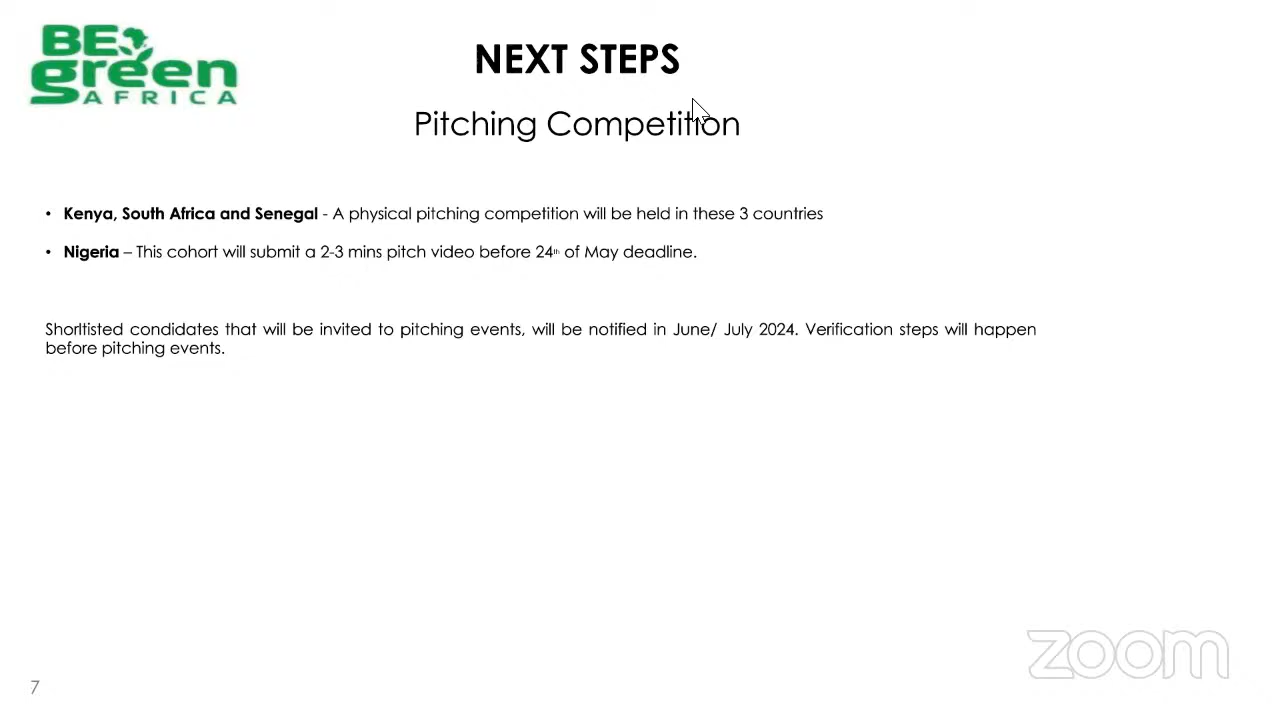 BE
green
AFRICA
NEXT STEPS
Pitching Competition
• Kenya, South Africa and Senegal - A physical pitching competition will be held in these 3 countries
• Nigeria – This cohort will submit a 2-3 mins pitch video before 24th of May deadline.
Shorltisted condidates that will be invited to pitching events, will be notified in June/ July 2024. Verification steps will happen
before pitching events.
zoom
7